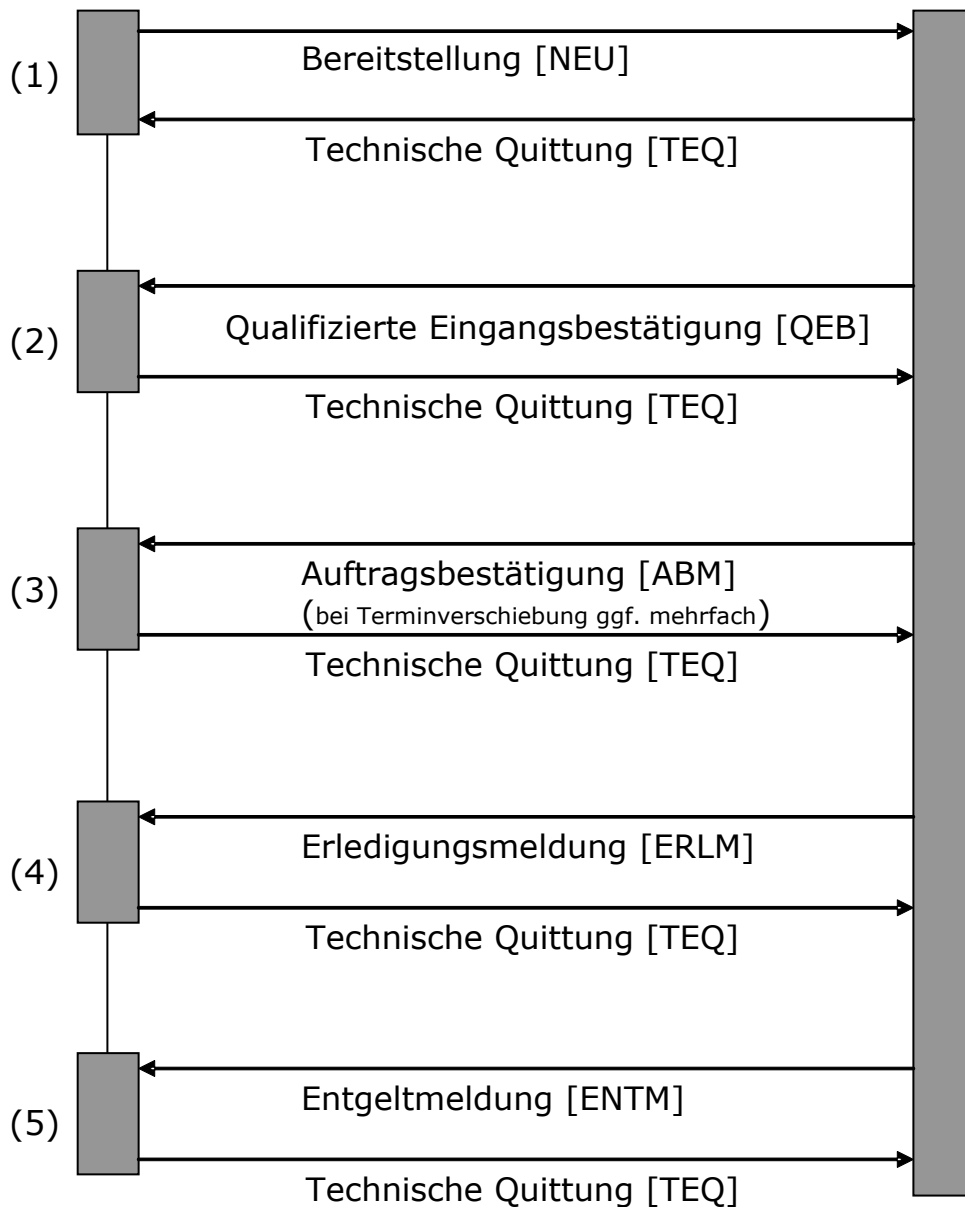 Bereitstellung [NEU]
(1)
Technische Quittung [TEQ]
Qualifizierte Eingangsbestätigung [QEB]
(2)
Technische Quittung [TEQ]
Auftragsbestätigung [ABM]
(3)
(bei Terminverschiebung ggf. mehrfach)
Technische Quittung [TEQ]
Erledigungsmeldung [ERLM]
(4)
Technische Quittung [TEQ]
Entgeltmeldung [ENTM]
(5)
Technische Quittung [TEQ]